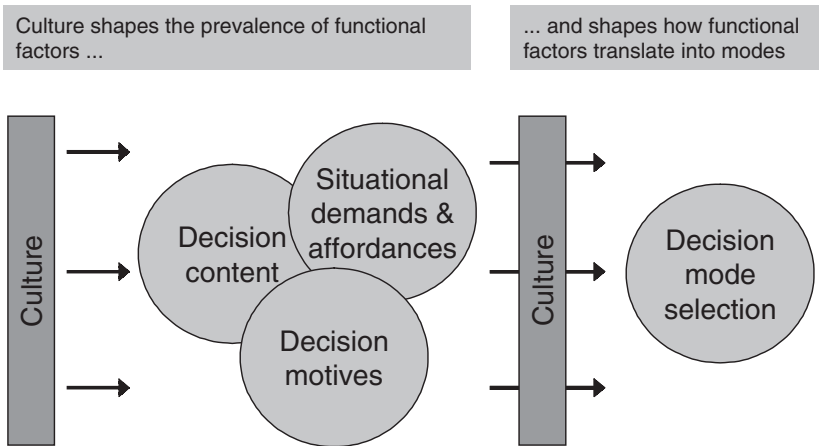 Culture shapes the prevalence of functional
factors ...
... and shapes how functional
factors translate into modes
Culture
Decision
content
Situational
demands &
affordances
Decision
motives
Culture
Decision
mode
selection